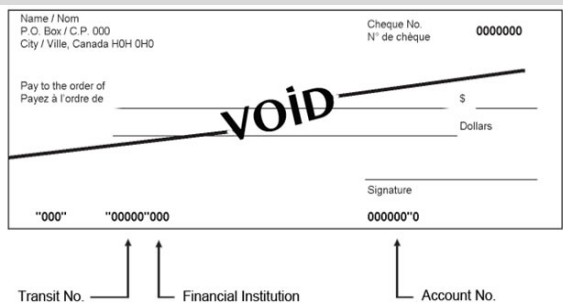 Name / Nom
P.O. Box / C.P. 000
City / Ville, Canada H0H 0H0
Cheque No. 0000000
N° de chèque
Pay to the order of
Payez à l'ordre de
$
VOID
Dollars
Signature
"000" "00000"000 000000"0
Transit No. Financial Institution Account No.